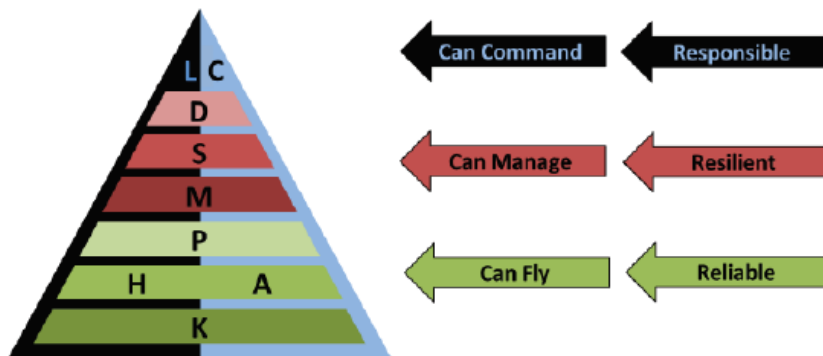 L C
Can Command
Responsible
D
S
Can Manage
Resilient
M
P
H A
Can Fly
Reliable
K